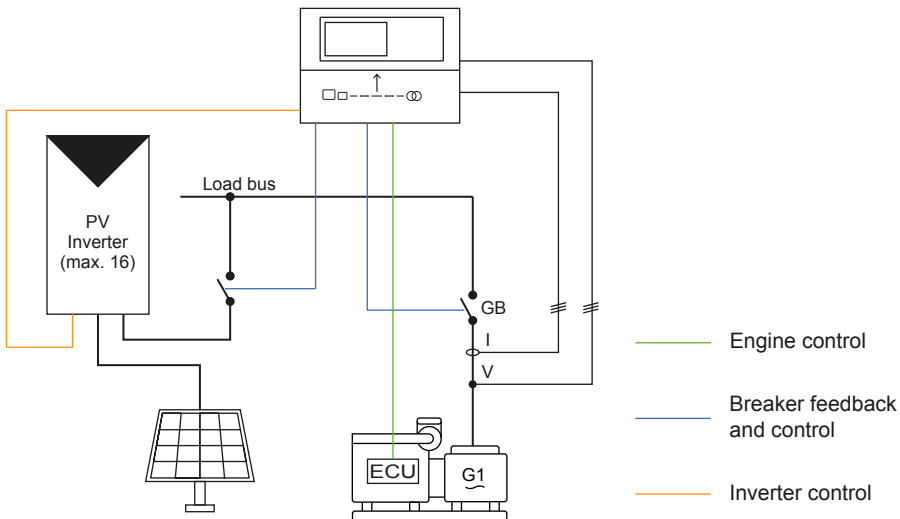 Load bus
PV
Inverter
(max. 16)
GB
I
V
ECU
G1
Engine control
Breaker feedback
and control
Inverter control